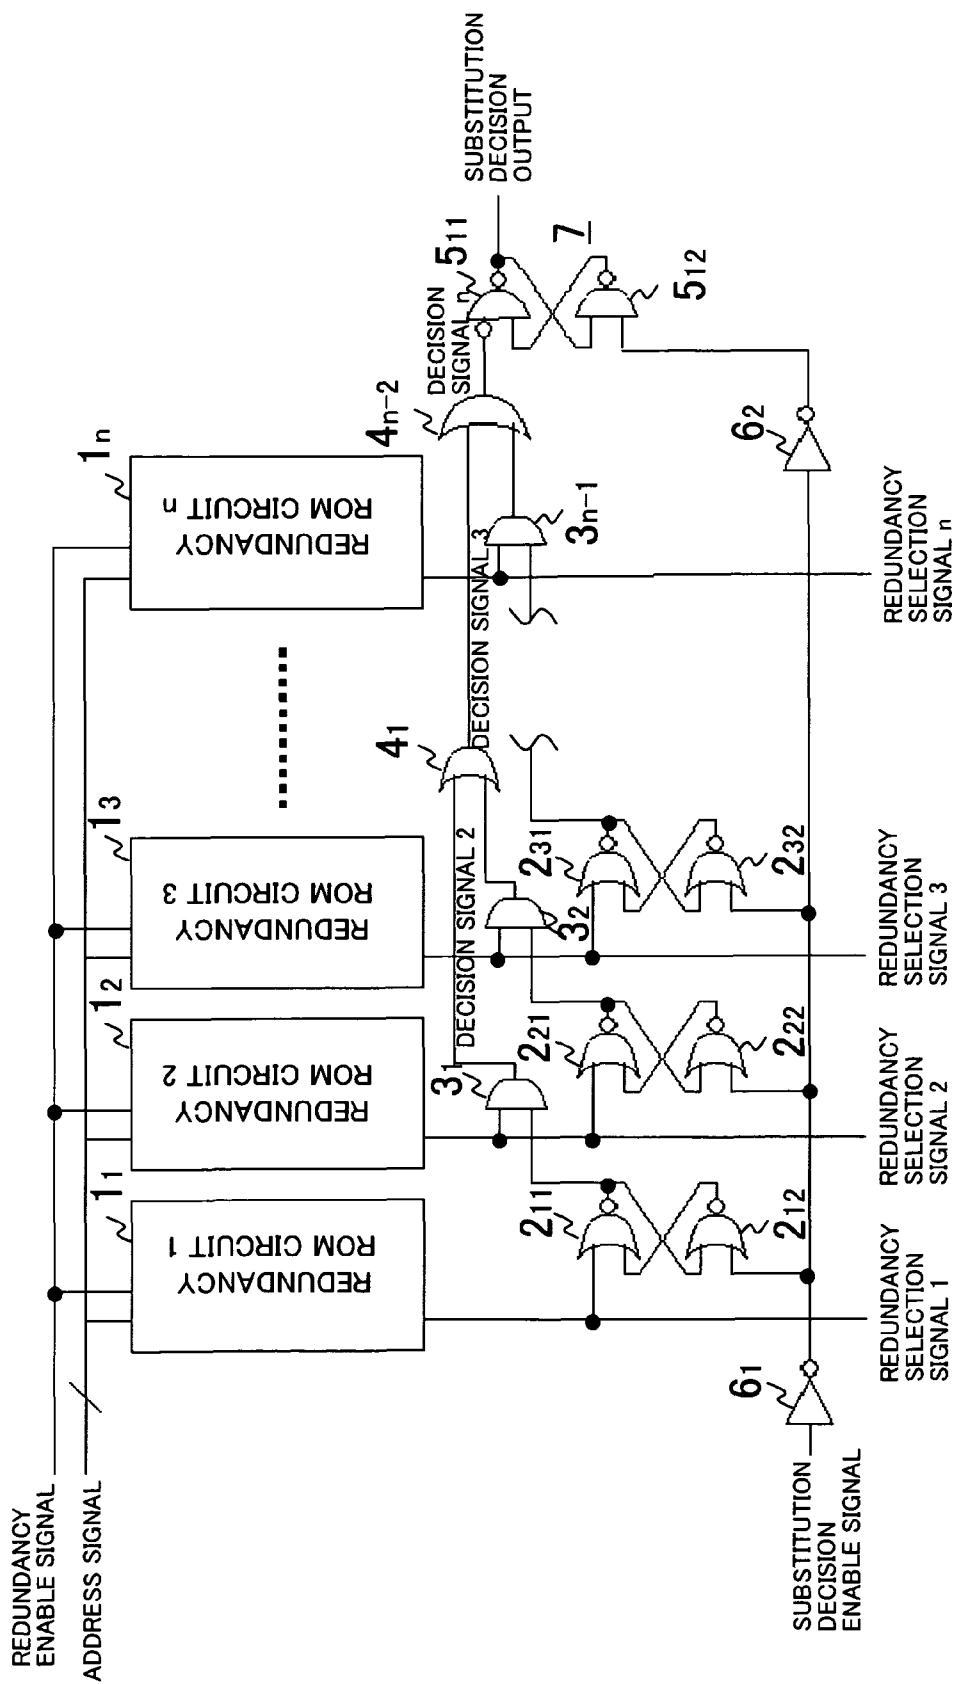 REDUNDANCY
ENABLE SIGNAL
ADDRESS SIGNAL
1₁
REDUNDANCY
ROM CIRCUIT 1
1₂
REDUNDANCY
ROM CIRCUIT 2
1₃
REDUNDANCY
ROM CIRCUIT 3
1n
REDUNDANCY
ROM CIRCUIT n
3₁
DECISION SIGNAL 2
3₂
4₁
DECISION SIGNAL 3
3n-1
4n-2
DECISION
SIGNAL n
5₁₁
SUBSTITUTION
DECISION
OUTPUT
7
5₁₂
2₁₁
2₁₂
2₂₁
2₂₂
2₃₁
2₃₂
6₁
6₂
SUBSTITUTION
DECISION
ENABLE SIGNAL
REDUNDANCY
SELECTION
SIGNAL 1
REDUNDANCY
SELECTION
SIGNAL 2
REDUNDANCY
SELECTION
SIGNAL 3
REDUNDANCY
SELECTION
SIGNAL n